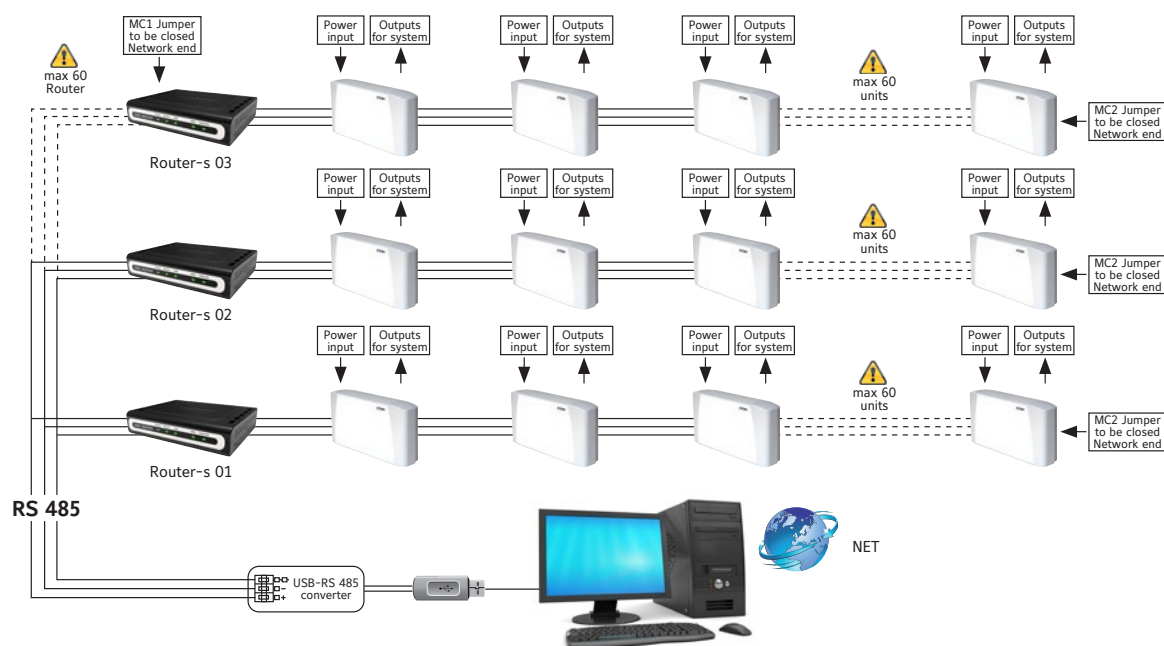 MC1 Jumper
to be closed
Network end
Power
input
Outputs
for system
Power
input
Outputs
for system
Power
input
Outputs
for system
Power
input
Outputs
for system
max 60
Router
max 60
units
MC2 Jumper
to be closed
Network end
Router-s 03
Power
input
Outputs
for system
Power
input
Outputs
for system
Power
input
Outputs
for system
Power
input
Outputs
for system
max 60
units
MC2 Jumper
to be closed
Network end
Router-s 02
Power
input
Outputs
for system
Power
input
Outputs
for system
Power
input
Outputs
for system
Power
input
Outputs
for system
max 60
units
MC2 Jumper
to be closed
Network end
Router-s 01
RS 485
NET
USB-RS 485
converter
−
+